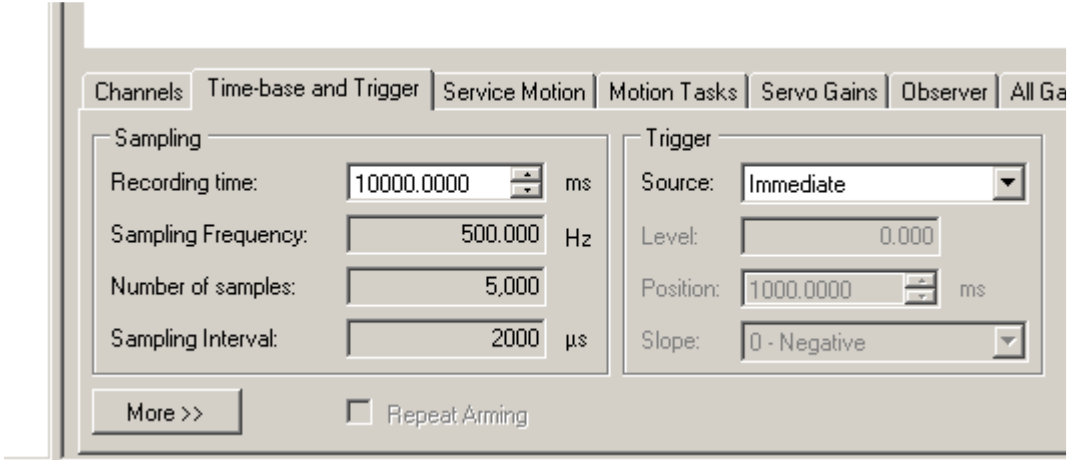 Channels Time-base and Trigger Service Motion Motion Tasks Servo Gains Observer All Ga
Sampling
Recording time: 10000.0000 ms
Sampling Frequency: 500.000 Hz
Number of samples: 5,000
Sampling Interval: 2000 µs
Trigger
Source: Immediate
Level: 0.000
Position: 1000.0000 ms
Slope: 0 - Negative
More >> Repeat Arming